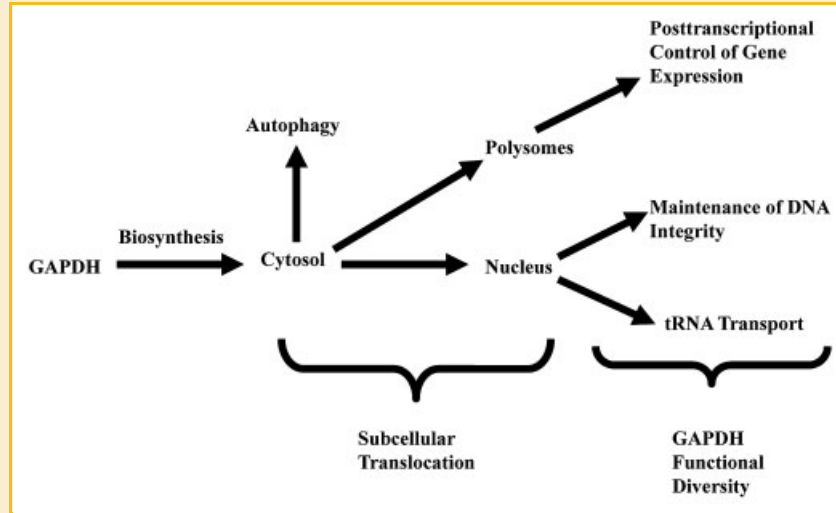 Posttranscriptional
Control of Gene
Expression
Autophagy
Polysomes
Biosynthesis
Maintenance of DNA
Integrity
GAPDH
Cytosol
Nucleus
tRNA Transport
Subcellular
Translocation
GAPDH
Functional
Diversity